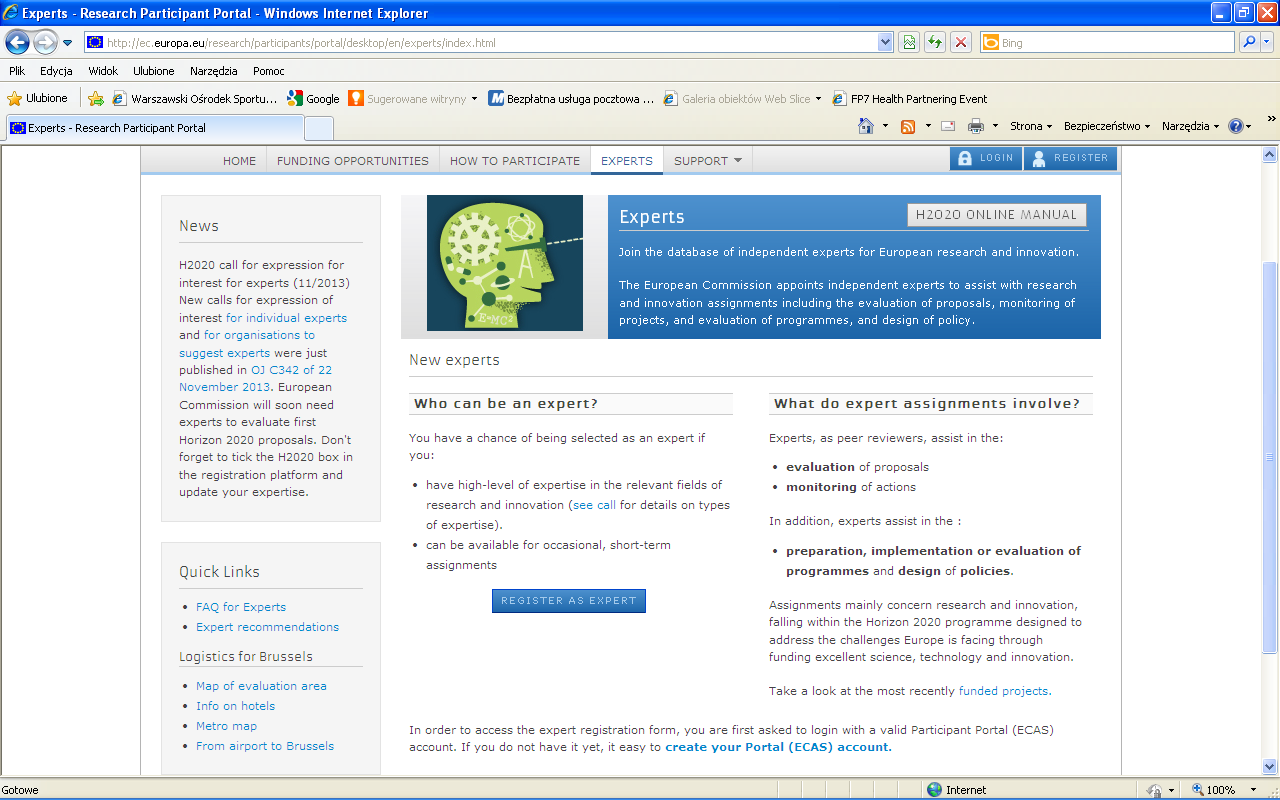 Experts - Research Participant Portal - Windows Internet Explorer
http://ec.europa.eu/research/participants/portal/desktop/en/experts/index.html
Bing
Plik Edycja Widok Ulubione Narzędzia Pomoc
Ulubione Warszawski Ośrodek Sportu... Google Sugerowane witryny Bezpłatna usługa pocztowa ... Galeria obiektów Web Slice FP7 Health Partnering Event
Experts - Research Participant Portal
Strona Bezpieczeństwo Narzędzia
HOME FUNDING OPPORTUNITIES HOW TO PARTICIPATE EXPERTS SUPPORT LOGIN REGISTER
News
H2020 call for expression for
interest for experts (11/2013)
New calls for expression of
interest for individual experts
and for organisations to
suggest experts were just
published in OJ C342 of 22
November 2013. European
Commission will soon need
experts to evaluate first
Horizon 2020 proposals. Don't
forget to tick the H2020 box in
the registration platform and
update your expertise.
Quick Links
• FAQ for Experts
• Expert recommendations
Logistics for Brussels
• Map of evaluation area
• Info on hotels
• Metro map
• From airport to Brussels
A
E=MC²
Experts
H2020 ONLINE MANUAL
Join the database of independent experts for European research and innovation.
The European Commission appoints independent experts to assist with research
and innovation assignments including the evaluation of proposals, monitoring of
projects, and evaluation of programmes, and design of policy.
New experts
Who can be an expert?
You have a chance of being selected as an expert if
you:
• have high-level of expertise in the relevant fields of
research and innovation (see call for details on types
of expertise).
• can be available for occasional, short-term
assignments
REGISTER AS EXPERT
What do expert assignments involve?
Experts, as peer reviewers, assist in the:
• evaluation of proposals
• monitoring of actions
In addition, experts assist in the :
• preparation, implementation or evaluation of
programmes and design of policies.
Assignments mainly concern research and innovation,
falling within the Horizon 2020 programme designed to
address the challenges Europe is facing through
funding excellent science, technology and innovation.
Take a look at the most recently funded projects.
In order to access the expert registration form, you are first asked to login with a valid Participant Portal (ECAS)
account. If you do not have it yet, it easy to create your Portal (ECAS) account.
Gotowe
Internet
100%